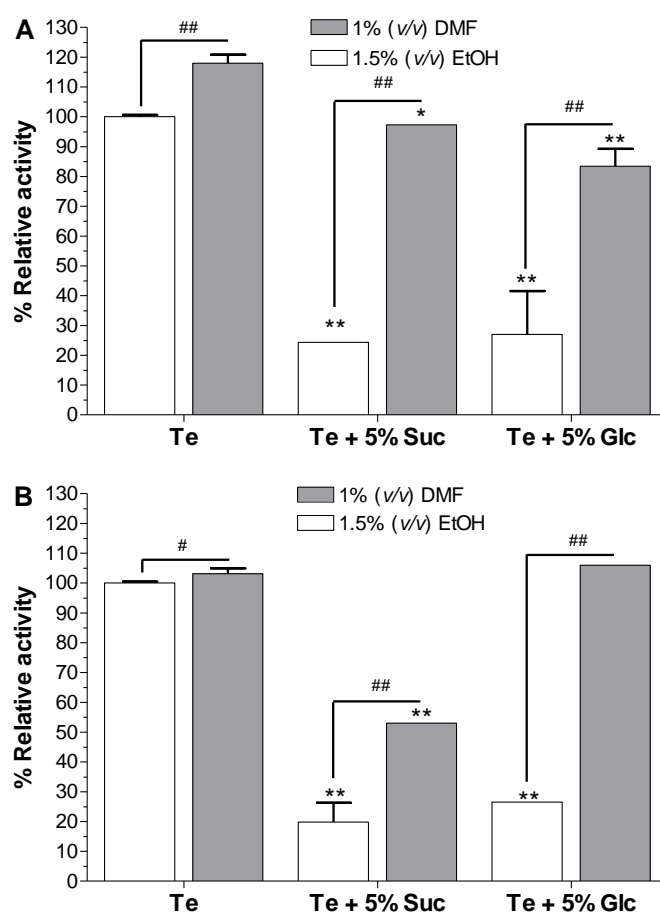 A
130
120
110
100
90
80
70
60
50
40
30
20
10
0
% Relative activity
1% (v/v) DMF
1.5% (v/v) EtOH
##
##
##
*
**
**
**
Te
Te + 5% Suc
Te + 5% Glc
B
130
120
110
100
90
80
70
60
50
40
30
20
10
0
% Relative activity
1% (v/v) DMF
1.5% (v/v) EtOH
#
##
##
**
**
**
Te
Te + 5% Suc
Te + 5% Glc